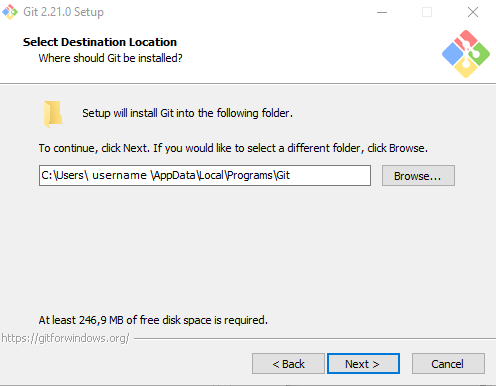 Git 2.21.0 Setup
Select Destination Location
Where should Git be installed?
Setup will install Git into the following folder.
To continue, click Next. If you would like to select a different folder, click Browse.
C:\Users\ username \AppData\Local\Programs\Git
Browse...
At least 246,9 MB of free disk space is required.
https://gitforwindows.org/
< Back
Next >
Cancel